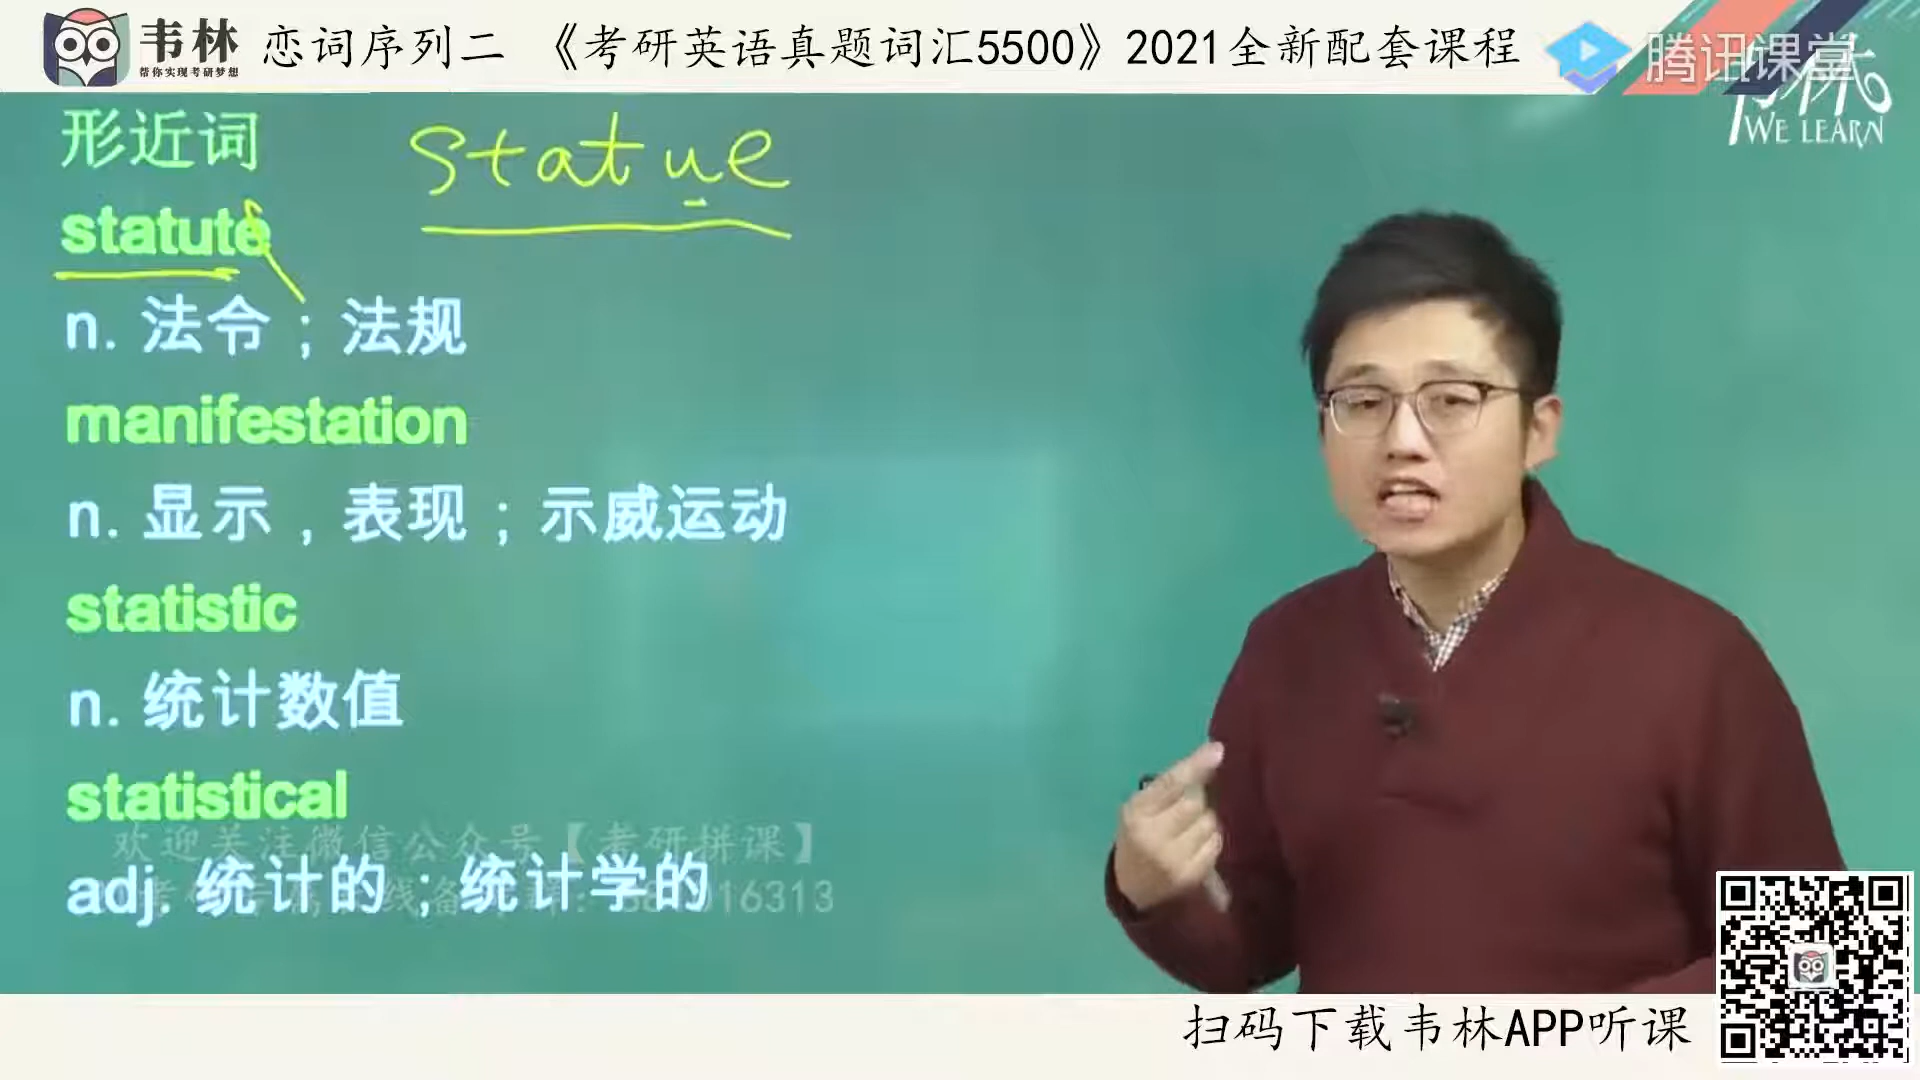 韦林
帮你实现考研梦想
恋词序列二 《考研英语真题词汇5500》2021全新配套课程
腾讯课堂
WE LEARN
形近词
statue
statute
n. 法令；法规
manifestation
n. 显示，表现；示威运动
statistic
n. 统计数值
statistical
欢迎关注微信公众号【考研拼课】
adj. 统计的；统计学的
扫码下载韦林APP听课